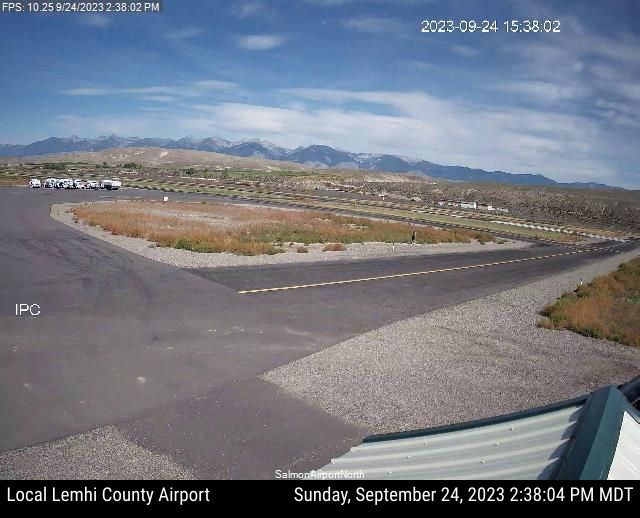 FPS: 10.25 9/24/2023 2:38:02 PM
2023-09-24 15:38:02
IPC
SalmonAirportNorth
Local Lemhi County Airport
Sunday, September 24, 2023 2:38:04 PM MDT